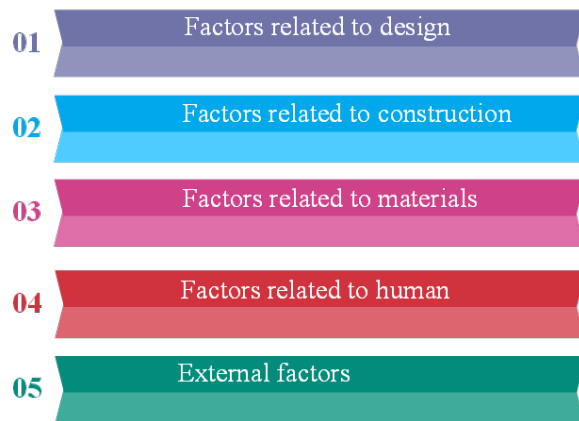 01 Factors related to design
02 Factors related to construction
03 Factors related to materials
04 Factors related to human
05 External factors